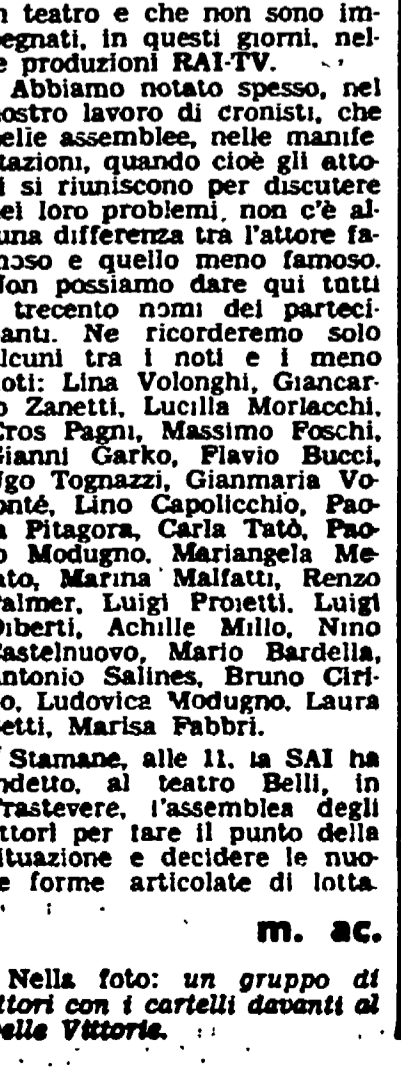 n teatro e che non sono im-
egnati, in questi giorni, nel-
e produzioni RAI-TV.
Abbiamo notato spesso, nel
ostro lavoro di cronisti, che
elle assemblee, nelle manife
tazioni, quando cioè gli atto-
i si riuniscono per discutere
ei loro problemi, non c'è al-
una differenza tra l'attore fa-
moso e quello meno famoso.
Non possiamo dare qui tutti
trecento nomi dei parteci-
anti. Ne ricorderemo solo
lcuni tra i noti e i meno
oti: Lina Volonghi, Giancar-
o Zanetti, Lucilla Morlacchi,
Eros Pagni, Massimo Foschi,
Gianni Garko, Flavio Bucci,
Ugo Tognazzi, Gianmaria Vo-
onté, Lino Capolicchio, Pao-
a Pitagora, Carla Tatò, Pao-
o Modugno, Mariangela Me-
ato, Marina Malfatti, Renzo
Palmer, Luigi Proietti, Luigi
Diberti, Achille Millo, Nino
Castelnuovo, Mario Bardella,
Antonio Salines, Bruno Ciri-
o, Ludovica Modugno, Laura
Betti, Marisa Fabbri.
Stamane, alle 11, la SAI ha
ndetto, al teatro Belli, in
Trastevere, l'assemblea degli
ttori per fare il punto della
ituazione e decidere le nuo-
e forme articolate di lotta.
m. ac.
Nella foto: un gruppo di
ttori con i cartelli davanti al
elle Vittorie.